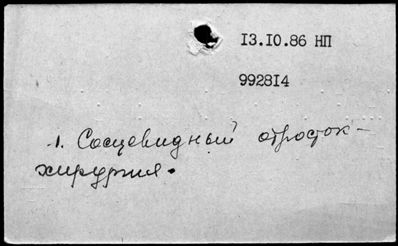 13.10.86 НП
992814
1. Сосцевидный отросток-
хирургия.